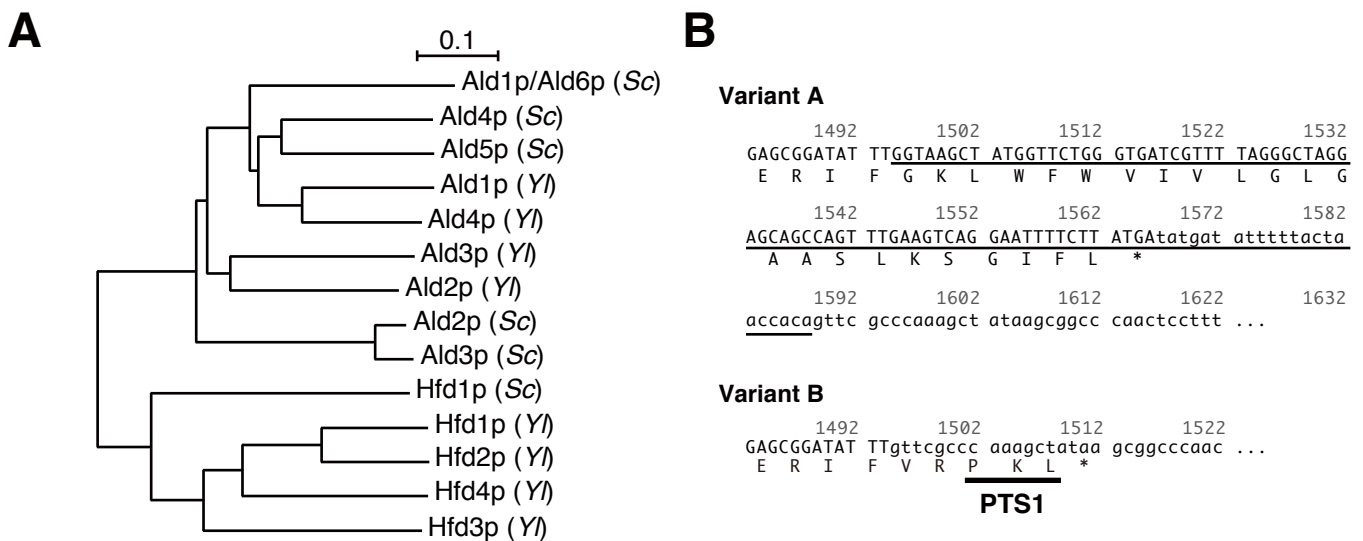 A
0.1
Ald1p/Ald6p (Sc)
Ald4p (Sc)
Ald5p (Sc)
Ald1p (Yl)
Ald4p (Yl)
Ald3p (Yl)
Ald2p (Yl)
Ald2p (Sc)
Ald3p (Sc)
Hfd1p (Sc)
Hfd1p (Yl)
Hfd2p (Yl)
Hfd4p (Yl)
Hfd3p (Yl)
B
Variant A
1492 1502 1512 1522 1532
GAGCGGATAT TTGGTAAGCT ATGGTTCTGG GTGATCGTTT TAGGGCTAGG
E R I F G K L W F W V I V L G L G
1542 1552 1562 1572 1582
AGCAGCCAGT TTGAAGTCAG GAATTTTCTT ATGAtatgat atttttacta
A A S L K S G I F L *
1592 1602 1612 1622 1632
accacagttc gcccaaagct ataagcggcc caactccttt ...
Variant B
1492 1502 1512 1522
GAGCGGATAT TTgttcgccc aaagctataa gcggcccaac ...
E R I F V R P K L *
PTS1